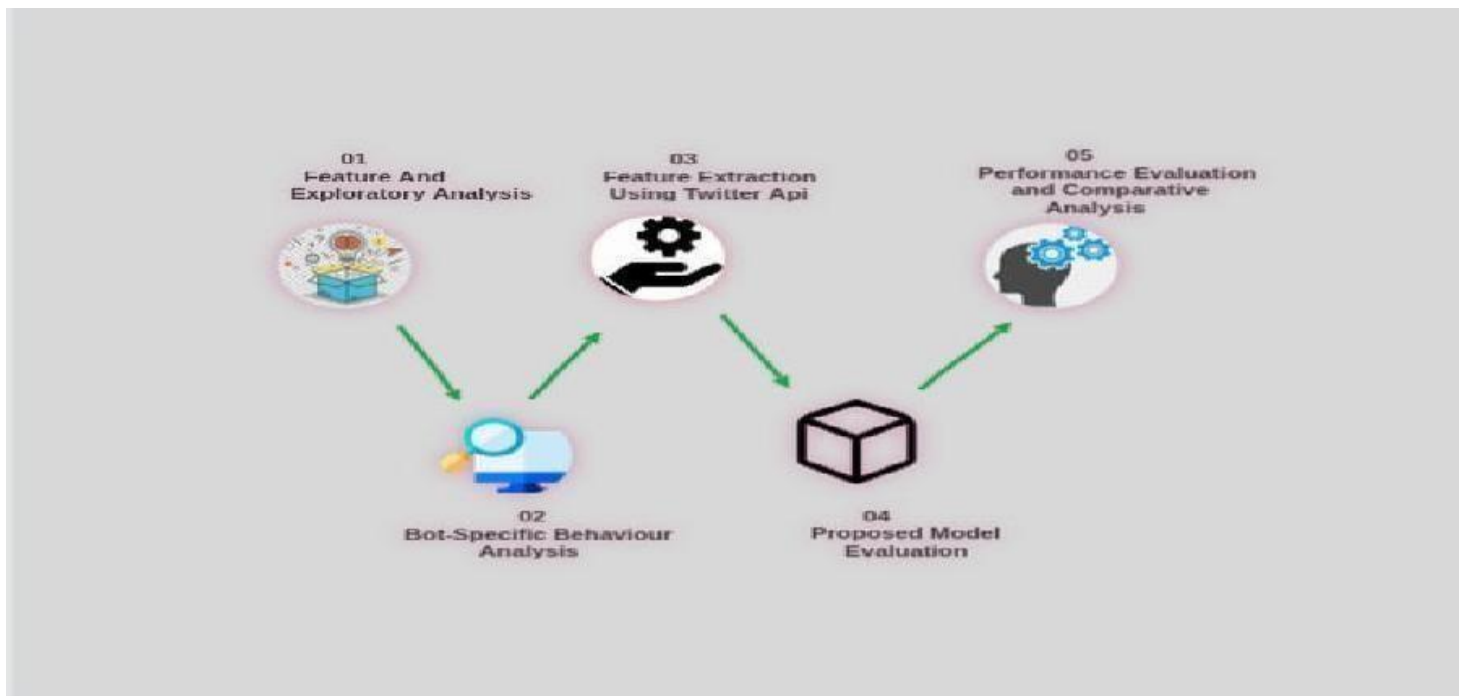 01
Feature And
Exploratory Analysis
02
Bot-Specific Behaviour
Analysis
03
Feature Extraction
Using Twitter Api
04
Proposed Model
Evaluation
05
Performance Evaluation
and Comparative
Analysis